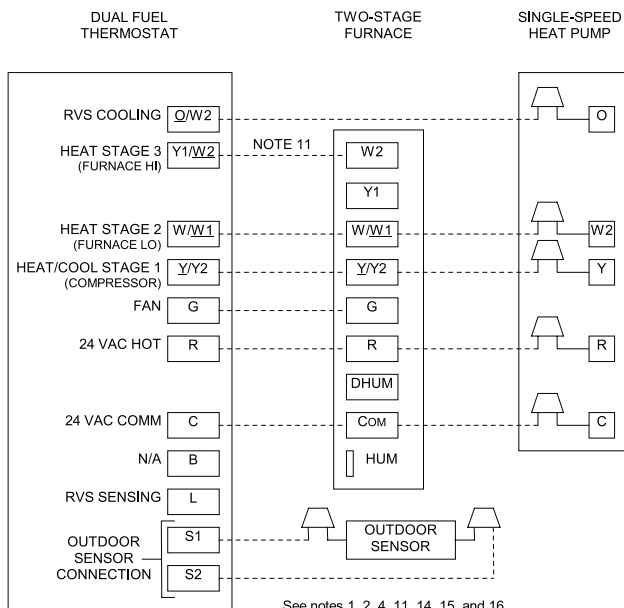 DUAL FUEL THERMOSTAT
TWO-STAGE FURNACE
SINGLE-SPEED HEAT PUMP
RVS COOLING O/W2 O
HEAT STAGE 3 (FURNACE HI) Y1/W2 NOTE 11 W2
Y1
HEAT STAGE 2 (FURNACE LO) W/W1 W/W1 W2
HEAT/COOL STAGE 1 (COMPRESSOR) Y/Y2 Y/Y2 Y
FAN G G
24 VAC HOT R R R
DHUM
24 VAC COMM C COM C
N/A B HUM
RVS SENSING L
OUTDOOR SENSOR CONNECTION S1 S2
OUTDOOR SENSOR
See notes 1, 2, 4, 11, 14, 15, and 16